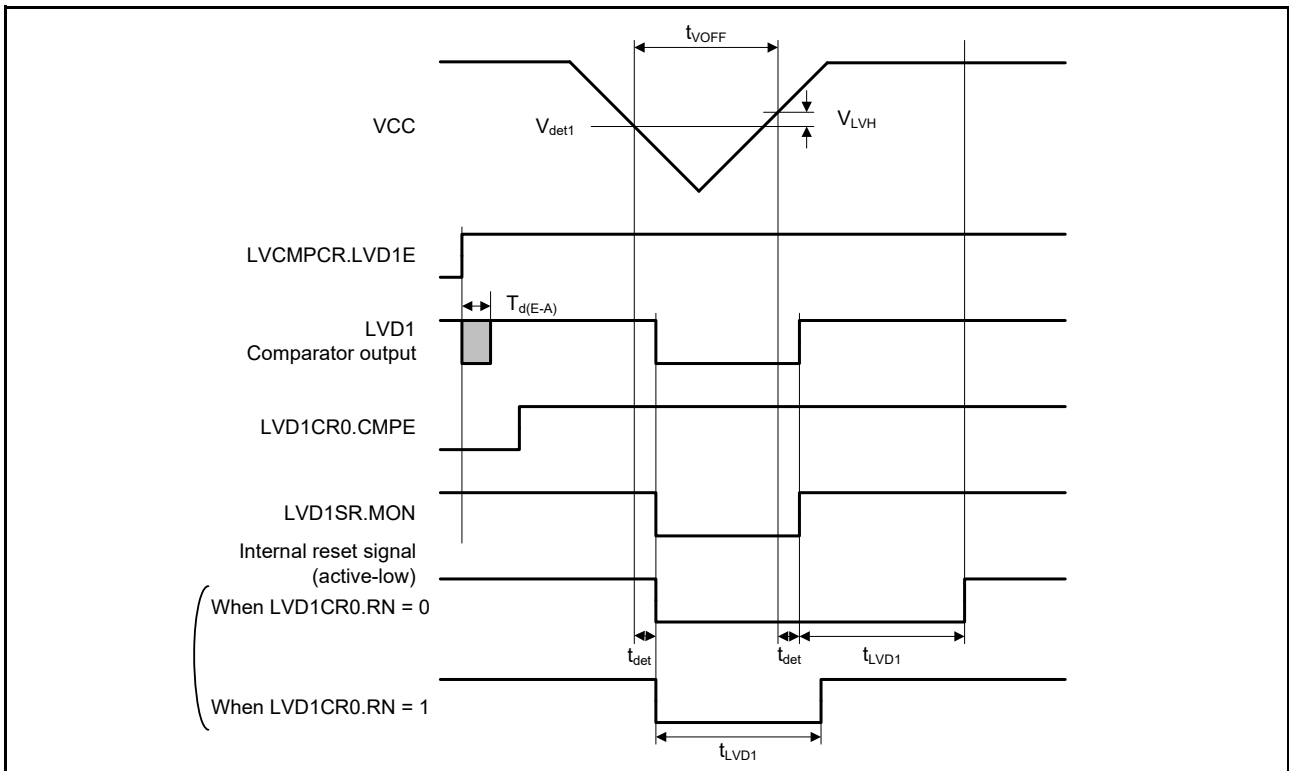 tVOFF
VCC
Vdet1
VLVH
LVCMPCR.LVD1E
Td(E-A)
LVD1
Comparator output
LVD1CR0.CMPE
LVD1SR.MON
Internal reset signal
(active-low)
When LVD1CR0.RN = 0
tdet
tdet
tLVD1
When LVD1CR0.RN = 1
tLVD1